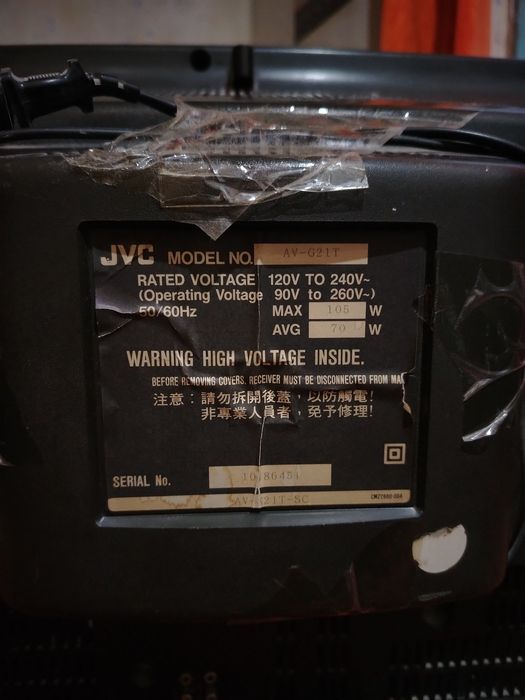 JVC MODEL NO. AV-G21T
RATED VOLTAGE 120V TO 240V~
(Operating Voltage 90V to 260V~)
50/60Hz MAX 105 W
AVG 70 W
WARNING HIGH VOLTAGE INSIDE.
BEFORE REMOVING COVERS. RECEIVER MUST BE DISCONNECTED FROM
注意：請勿拆開後蓋，以防觸電!
非專業人員者，免予修理!
SERIAL No.
AV-G21T-SC